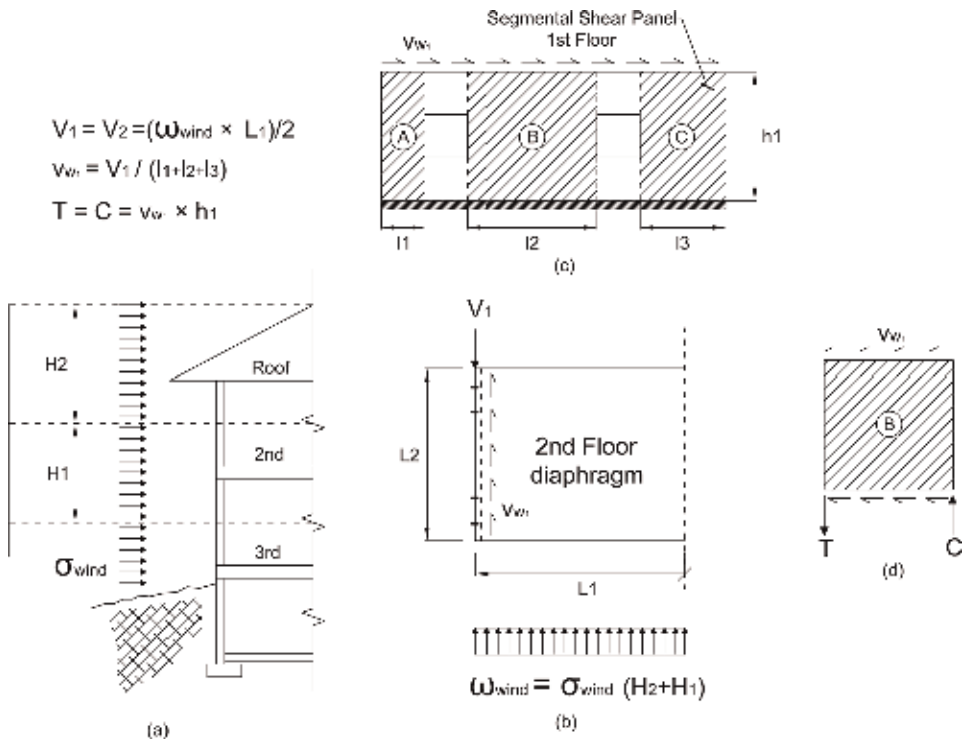 Segmental Shear Panel
1st Floor
Vw₁
A
B
C
h1
l1
l2
l3
(c)
V₁ = V₂ =(ωwind × L₁)/2
vw₁ = V₁ / (l₁+l₂+l₃)
T = C = vw₁ × h₁
H2
H1
σwind
Roof
2nd
3rd
(a)
V₁
L2
2nd Floor
diaphragm
Vw₁
L1
ωwind = σwind (H₂+H₁)
(b)
Vw₁
B
T
C
(d)